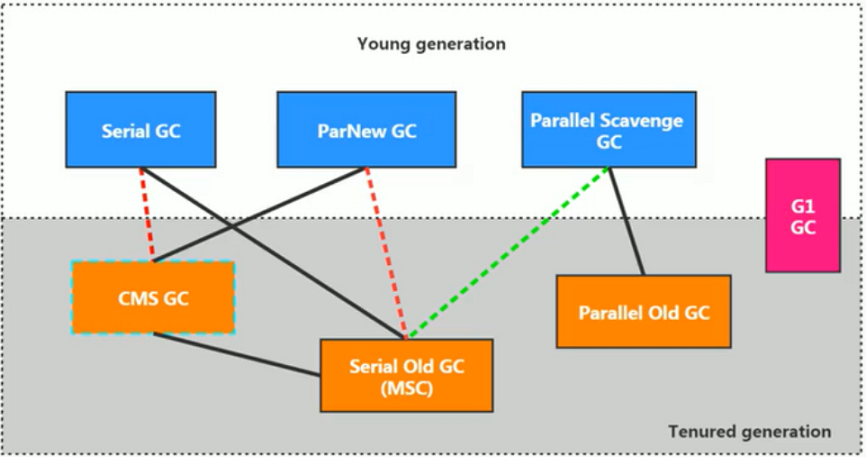 Young generation
Serial GC
ParNew GC
Parallel Scavenge
GC
G1
GC
CMS GC
Parallel Old GC
Serial Old GC
(MSC)
Tenured generation